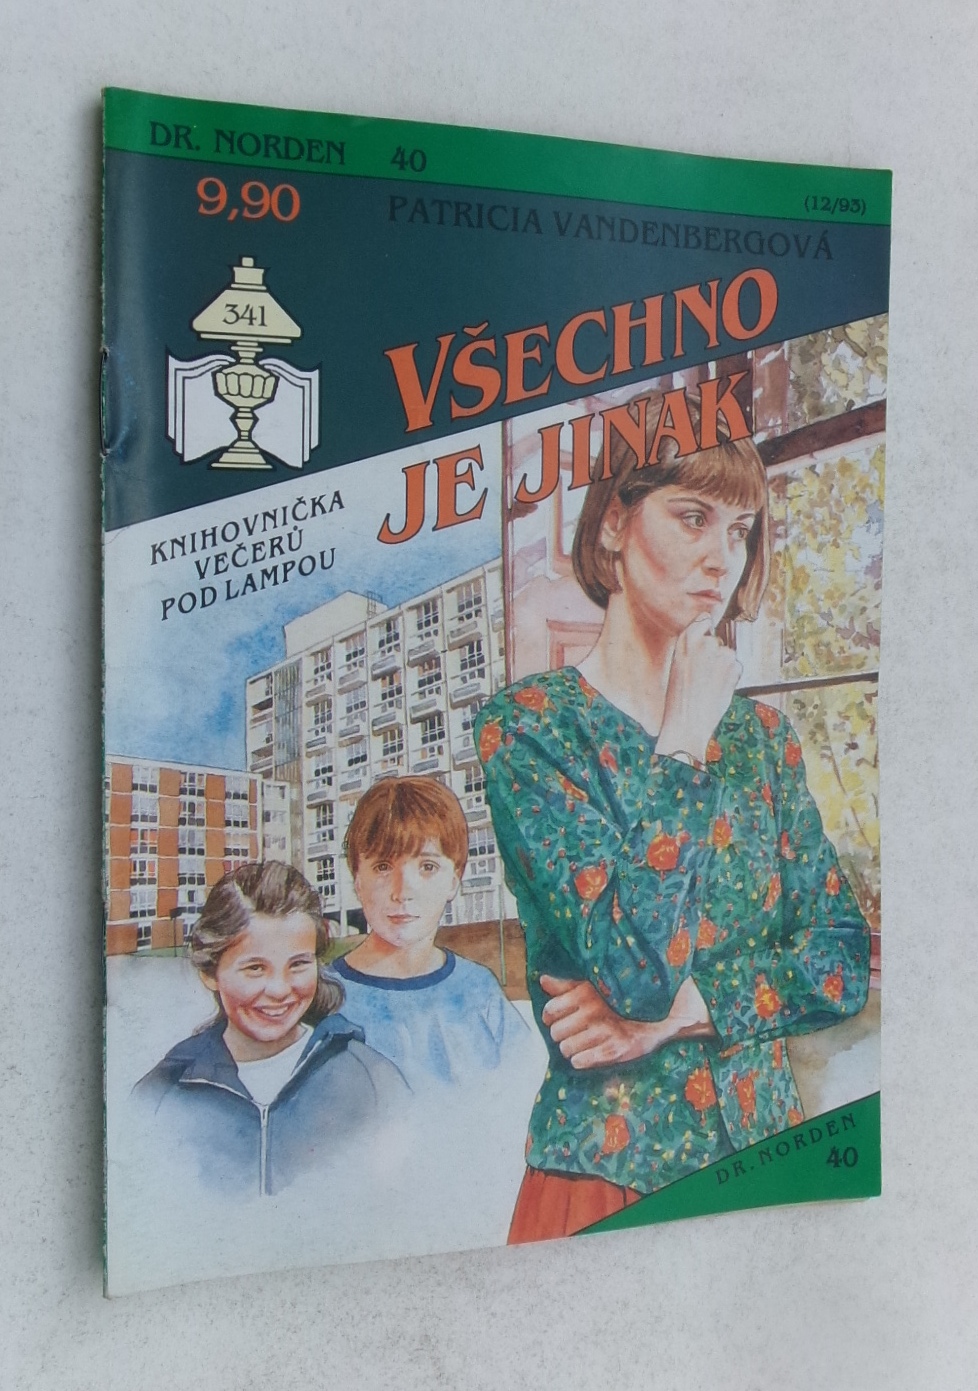 DR. NORDEN 40
(12/93)
9,90
PATRICIA VANDENBERGOVÁ
341
VŠECHNO
JE JINAK
KNIHOVNIČKA
VEČERŮ
POD LAMPOU
DR. NORDEN
40